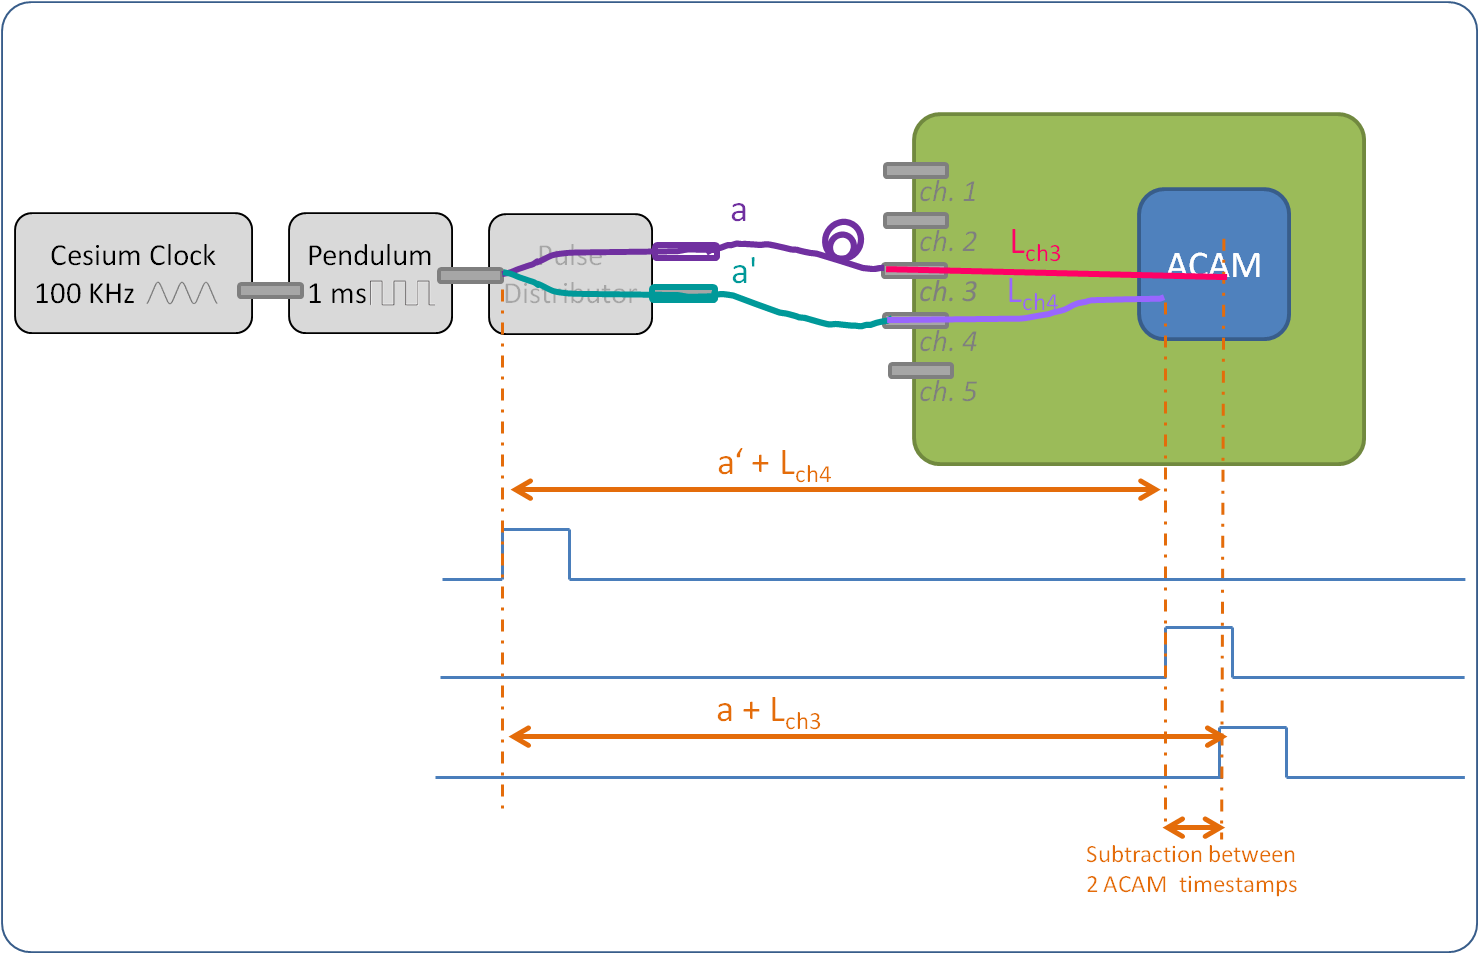 Cesium Clock
100 KHz
Pendulum
1 ms
Pulse
Distributor
a
a'
ch. 1
ch. 2
ch. 3
ch. 4
ch. 5
Lch3
Lch4
ACAM
a‘ + Lch4
a + Lch3
Subtraction between
2 ACAM timestamps